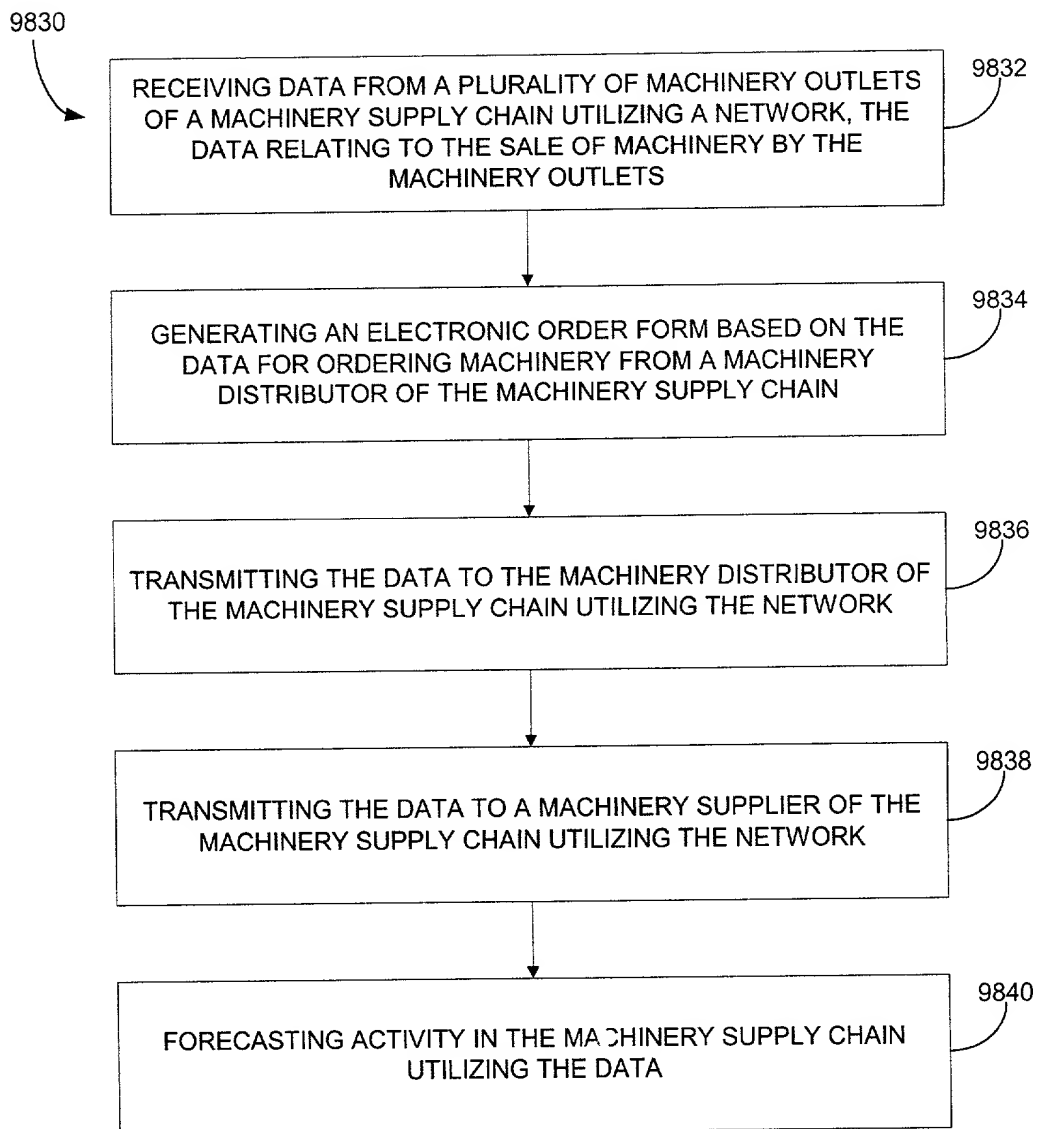 9830
9832
RECEIVING DATA FROM A PLURALITY OF MACHINERY OUTLETS
OF A MACHINERY SUPPLY CHAIN UTILIZING A NETWORK, THE
DATA RELATING TO THE SALE OF MACHINERY BY THE
MACHINERY OUTLETS
9834
GENERATING AN ELECTRONIC ORDER FORM BASED ON THE
DATA FOR ORDERING MACHINERY FROM A MACHINERY
DISTRIBUTOR OF THE MACHINERY SUPPLY CHAIN
9836
TRANSMITTING THE DATA TO THE MACHINERY DISTRIBUTOR OF
THE MACHINERY SUPPLY CHAIN UTILIZING THE NETWORK
9838
TRANSMITTING THE DATA TO A MACHINERY SUPPLIER OF THE
MACHINERY SUPPLY CHAIN UTILIZING THE NETWORK
9840
FORECASTING ACTIVITY IN THE MACHINERY SUPPLY CHAIN
UTILIZING THE DATA